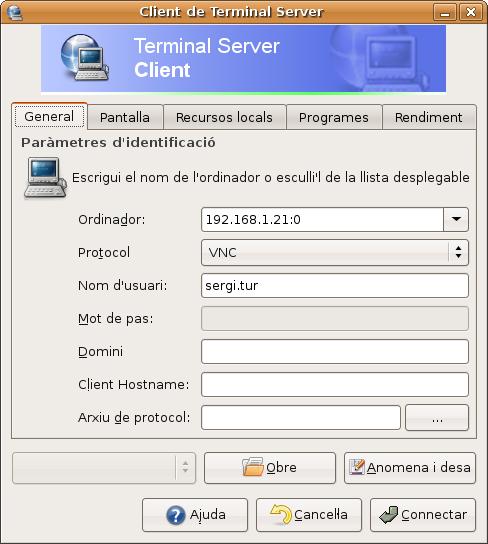 Client de Terminal Server
Terminal Server
Client
General
Pantalla
Recursos locals
Programes
Rendiment
Paràmetres d'identificació
Escrigui el nom de l'ordinador o esculli'l de la llista desplegable
Ordinador:
192.168.1.21:0
Protocol
VNC
Nom d'usuari:
sergi.tur
Mot de pas:
Domini
Client Hostname:
Arxiu de protocol:
...
Obre
Anomena i desa
Ajuda
Cancel·la
Connectar